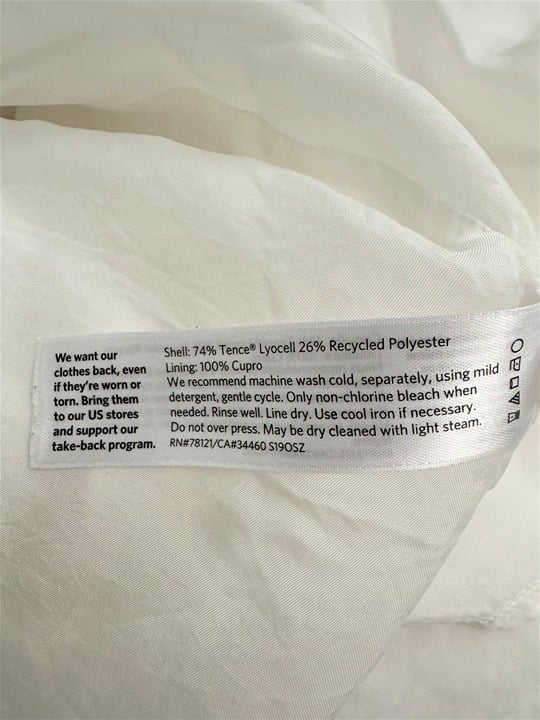 We want our
clothes back, even
if they're worn or
torn. Bring them
to our US stores
and support our
take-back program.
Shell: 74% Tence® Lyocell 26% Recycled Polyester
Lining: 100% Cupro
We recommend machine wash cold, separately, using mild
detergent, gentle cycle. Only non-chlorine bleach when
needed. Rinse well. Line dry. Use cool iron if necessary.
Do not over press. May be dry cleaned with light steam.
RN#78121/CA#34460 S19OSZ